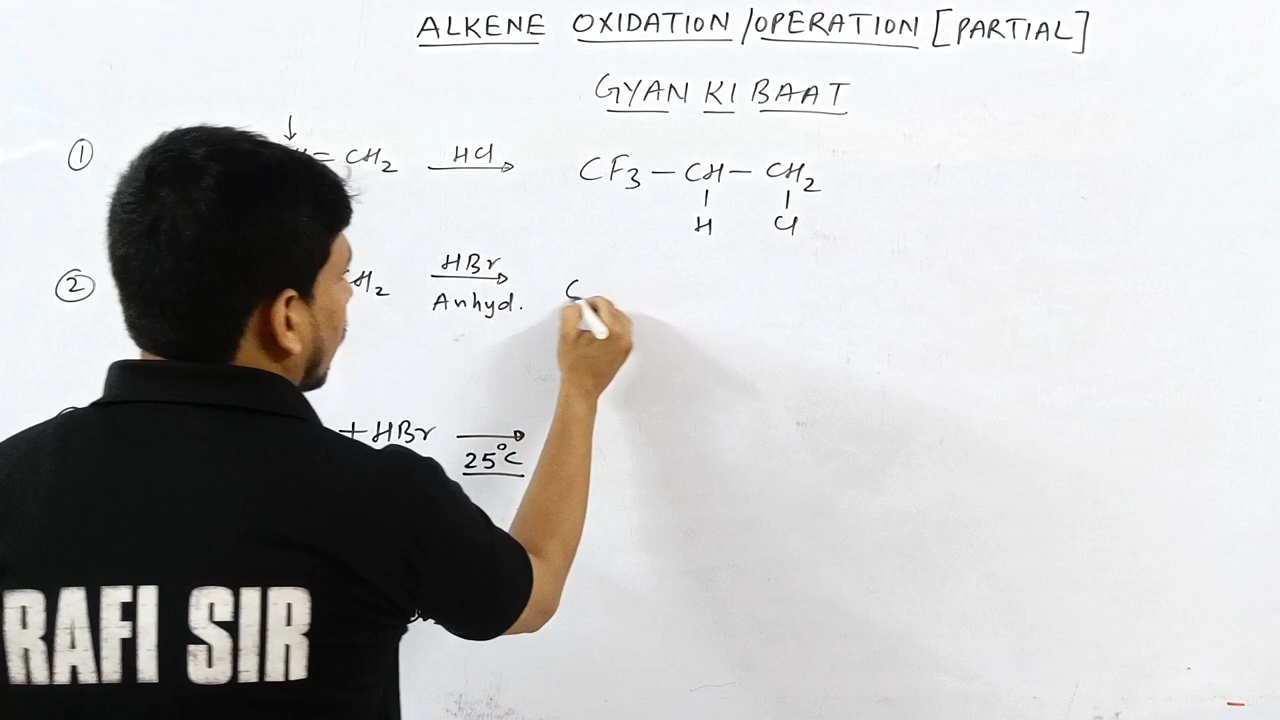 ALKENE OXIDATION/OPERATION [PARTIAL]
GYAN KI BAAT
① = CH2 HCl → CF3 — CH — CH2
H Cl
② H2 HBr → C
Anhyd.
+ HBr →
25°C
RAFI SIR